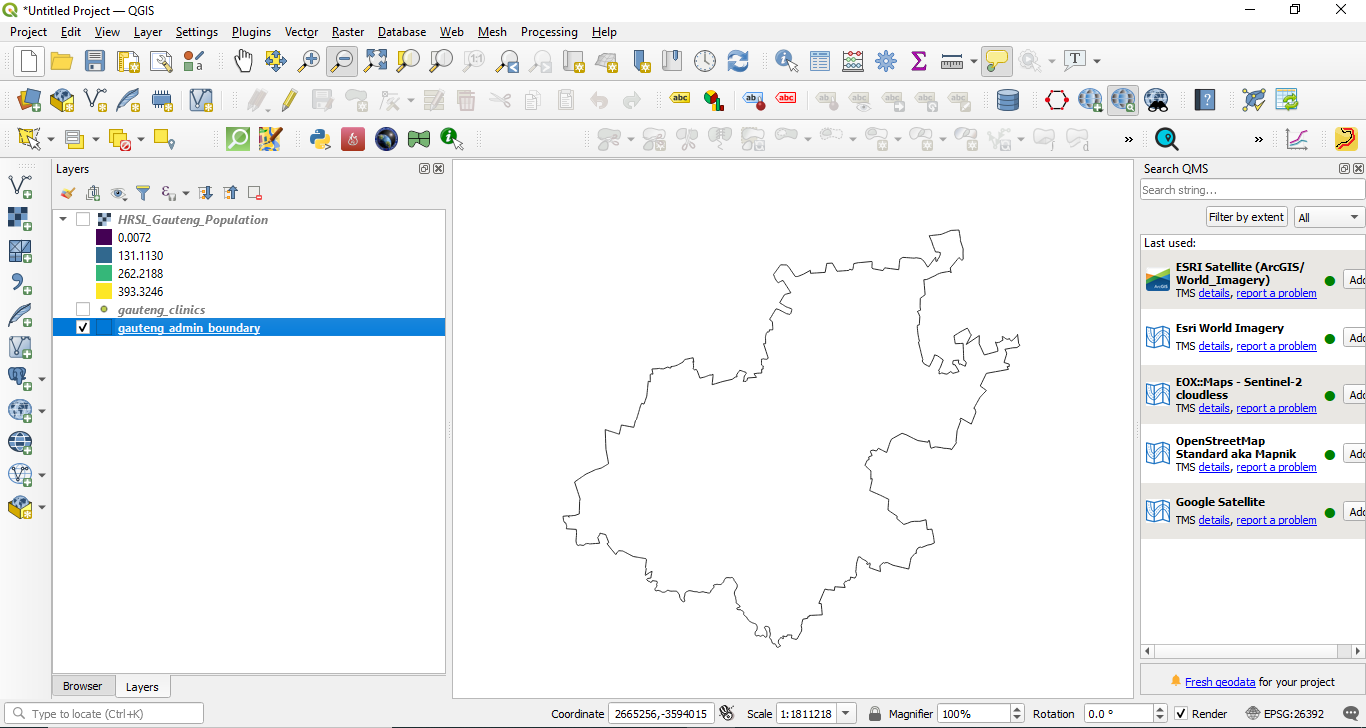 *Untitled Project — QGIS
Project Edit View Layer Settings Plugins Vector Raster Database Web Mesh Processing Help
abc abc abc
Layers
HRSL_Gauteng_Population
0.0072
131.1130
262.2188
393.3246
gauteng_clinics
gauteng_admin_boundary
Browser Layers
Search QMS
Search string...
Filter by extent All
Last used:
ESRI Satellite (ArcGIS/
World_Imagery)
TMS details, report a problem
Add
Esri World Imagery
TMS details, report a problem
Add
EOX::Maps - Sentinel-2
cloudless
TMS details, report a problem
Add
OpenStreetMap
Standard aka Mapnik
TMS details, report a problem
Add
Google Satellite
TMS details, report a problem
Add
Fresh geodata for your project
Type to locate (Ctrl+K) Coordinate 2665256,-3594015 Scale 1:1811218 Magnifier 100% Rotation 0.0 ° Render EPSG:26392